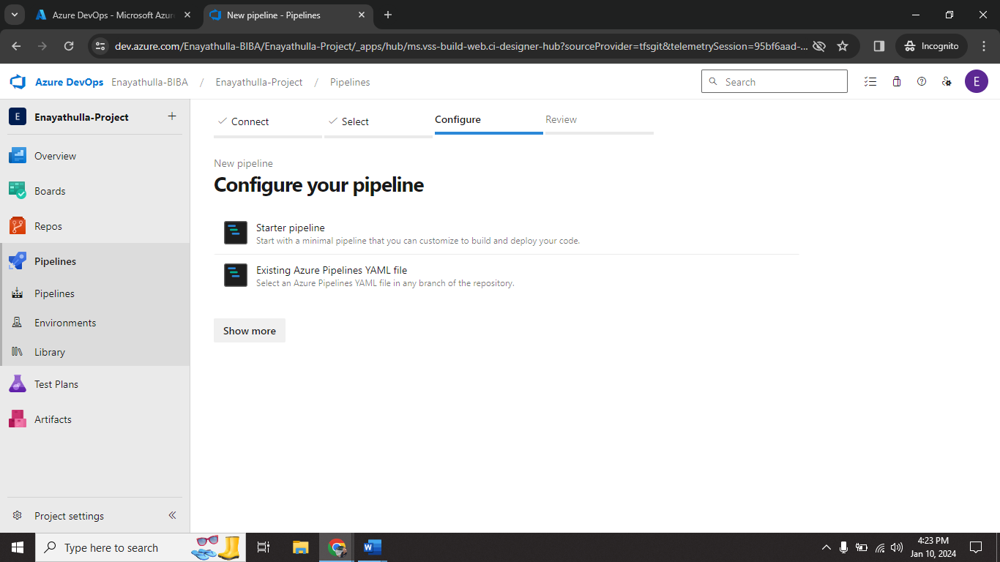 Azure DevOps - Microsoft Azure
New pipeline - Pipelines
dev.azure.com/Enayathulla-BIBA/Enayathulla-Project/_apps/hub/ms.vss-build-web.ci-designer-hub?sourceProvider=tfsgit&telemetrySession=95bf6aad-...
Incognito
Azure DevOps Enayathulla-BIBA / Enayathulla-Project / Pipelines
Search
E
E Enayathulla-Project +
Overview
Boards
Repos
Pipelines
Pipelines
Environments
Library
Test Plans
Artifacts
Project settings
Connect
Select
Configure
Review
New pipeline
Configure your pipeline
Starter pipeline
Start with a minimal pipeline that you can customize to build and deploy your code.
Existing Azure Pipelines YAML file
Select an Azure Pipelines YAML file in any branch of the repository.
Show more
Type here to search
W
4:23 PM
Jan 10, 2024